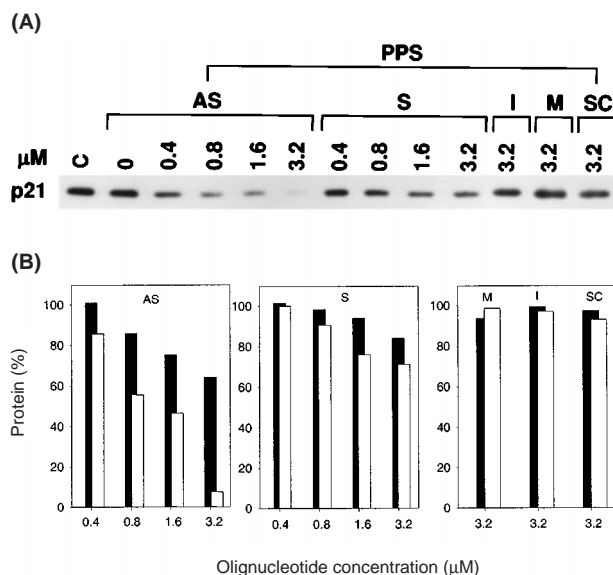 (A)
PPS
AS S I M SC
μM C 0 0.4 0.8 1.6 3.2 0.4 0.8 1.6 3.2 3.2 3.2 3.2
p21
(B)
Protein (%)
100
80
60
40
20
0
AS
0.4 0.8 1.6 3.2
100
80
60
40
20
0
S
0.4 0.8 1.6 3.2
100
80
60
40
20
0
M I SC
3.2 3.2 3.2
Olignucleotide concentration (μM)